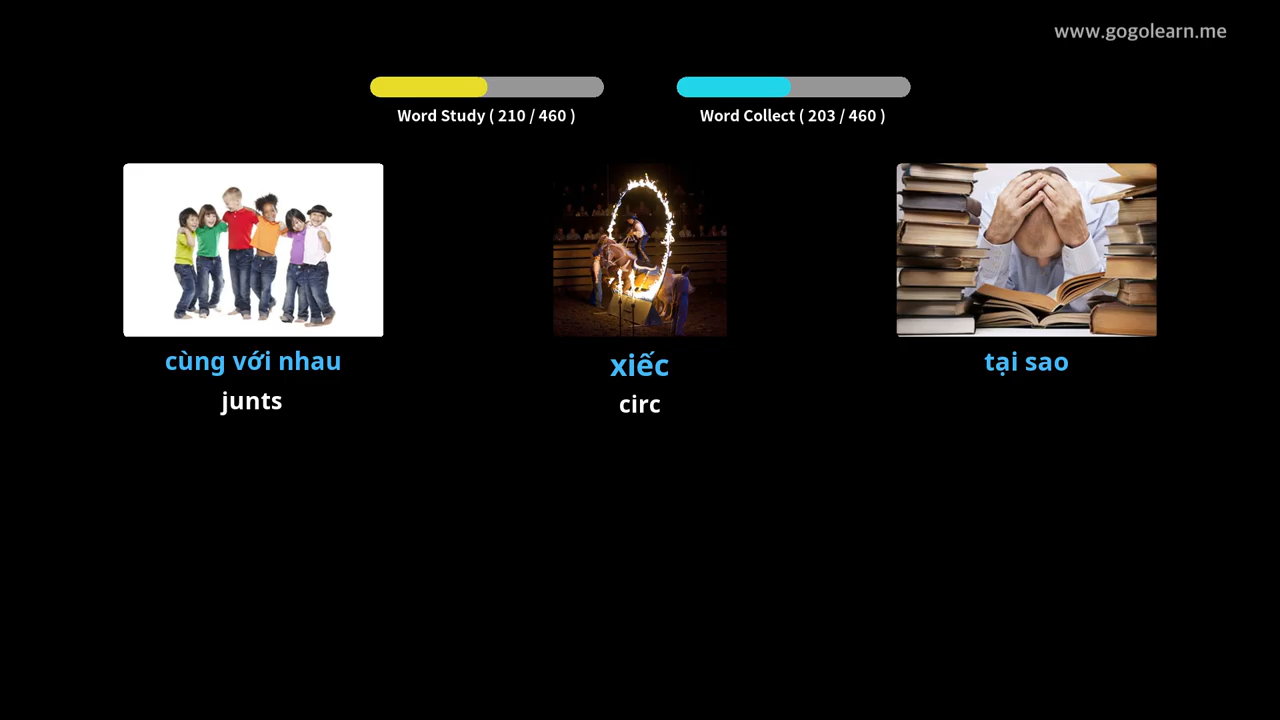 www.gogolearn.me
Word Study ( 210 / 460 )
Word Collect ( 203 / 460 )
cùng với nhau
junts
xiếc
circ
tại sao